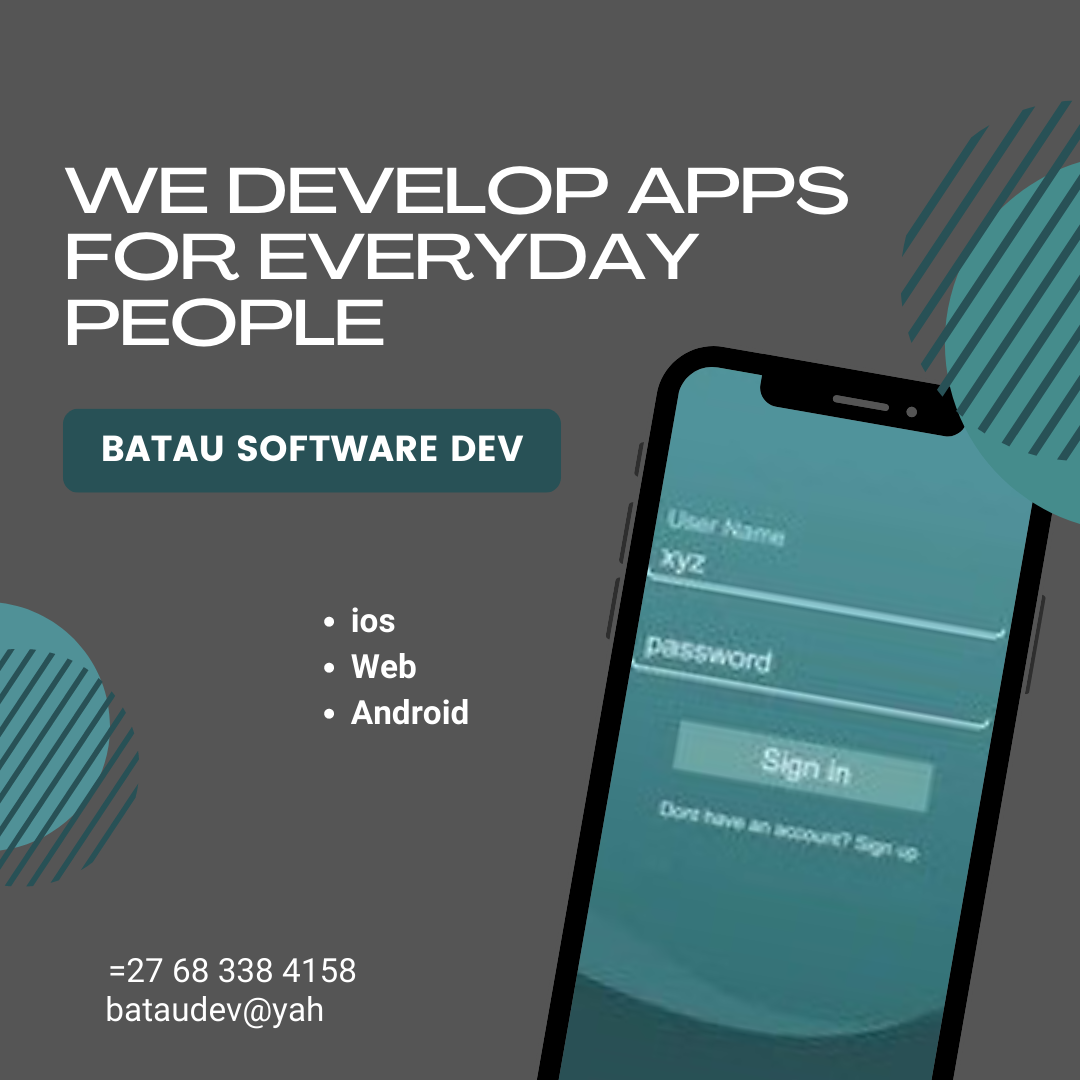 WE DEVELOP APPS
FOR EVERYDAY
PEOPLE
BATAU SOFTWARE DEV
• ios
• Web
• Android
User Name
xyz
password
Sign in
Dont have an account? Sign up
=27 68 338 4158
bataudev@yah